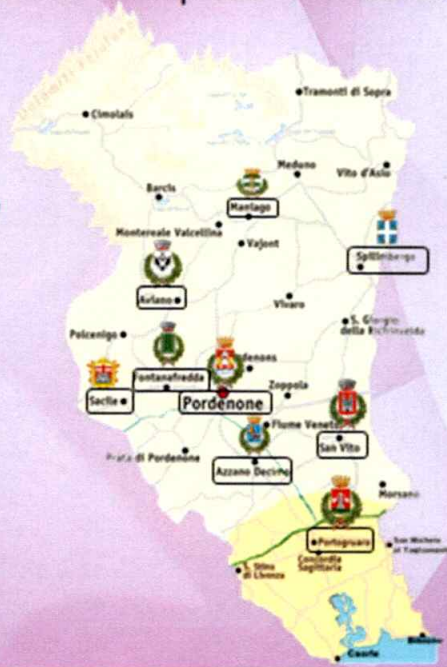 Tramonti di Sopra
Cimolais
Meduno
Vito d'Asio
Barcis
Maniago
Montereale Valcellina
Vajont
Spilimbergo
Aviano
Vivaro
S. Giorgio
della Richinvelda
Polcenigo
denons
Fontanafredda
Zoppola
Sacile
Pordenone
Fiume Veneto
San Vito
Prata di Pordenone
Azzano Decimo
Morsano
Portogruaro
San Michele
al Tagliamento
Concordia
Sagittaria
S. Stino
di Livenza
Bibione
Caorle